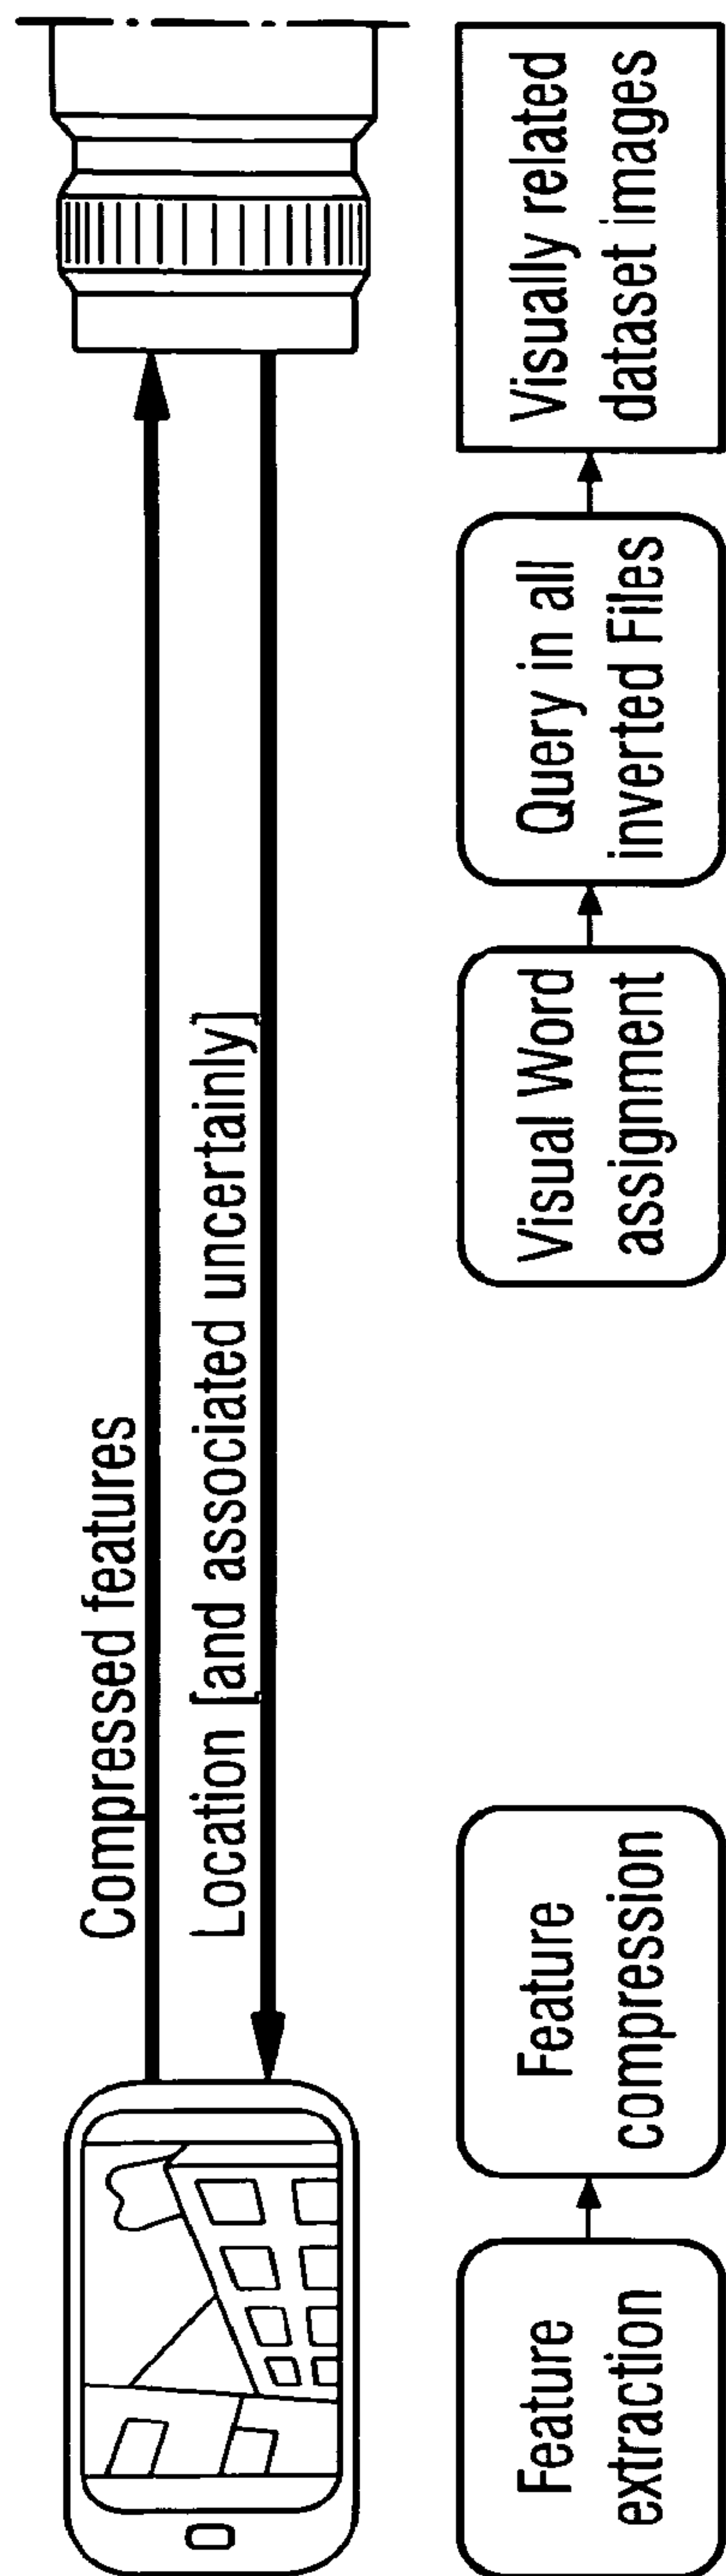 Compressed features
Location [and associated uncertainly]
Feature
extraction
Feature
compression
Visual Word
assignment
Query in all
inverted Files
Visually related
dataset images